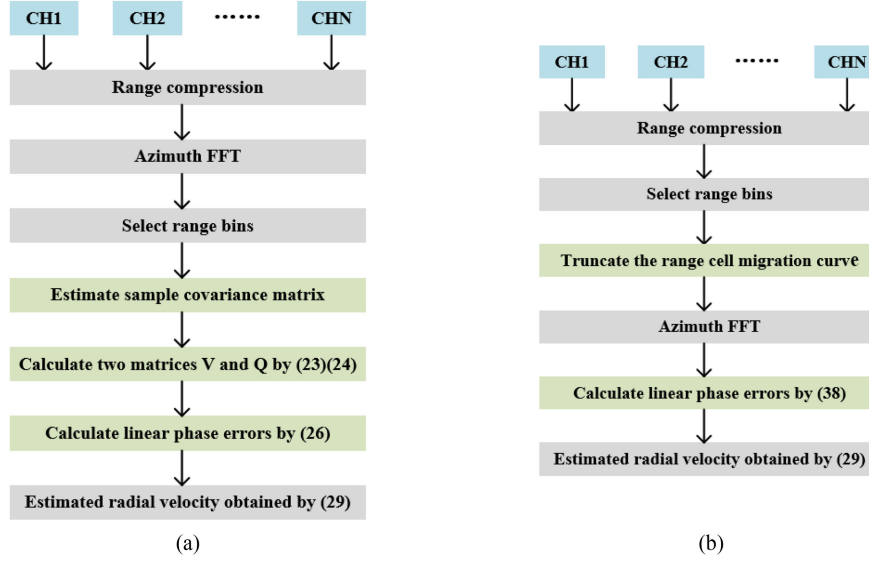 CH1 CH2 ······ CHN
Range compression
Azimuth FFT
Select range bins
Estimate sample covariance matrix
Calculate two matrices V and Q by (23)(24)
Calculate linear phase errors by (26)
Estimated radial velocity obtained by (29)
(a)
CH1 CH2 ······ CHN
Range compression
Select range bins
Truncate the range cell migration curve
Azimuth FFT
Calculate linear phase errors by (38)
Estimated radial velocity obtained by (29)
(b)